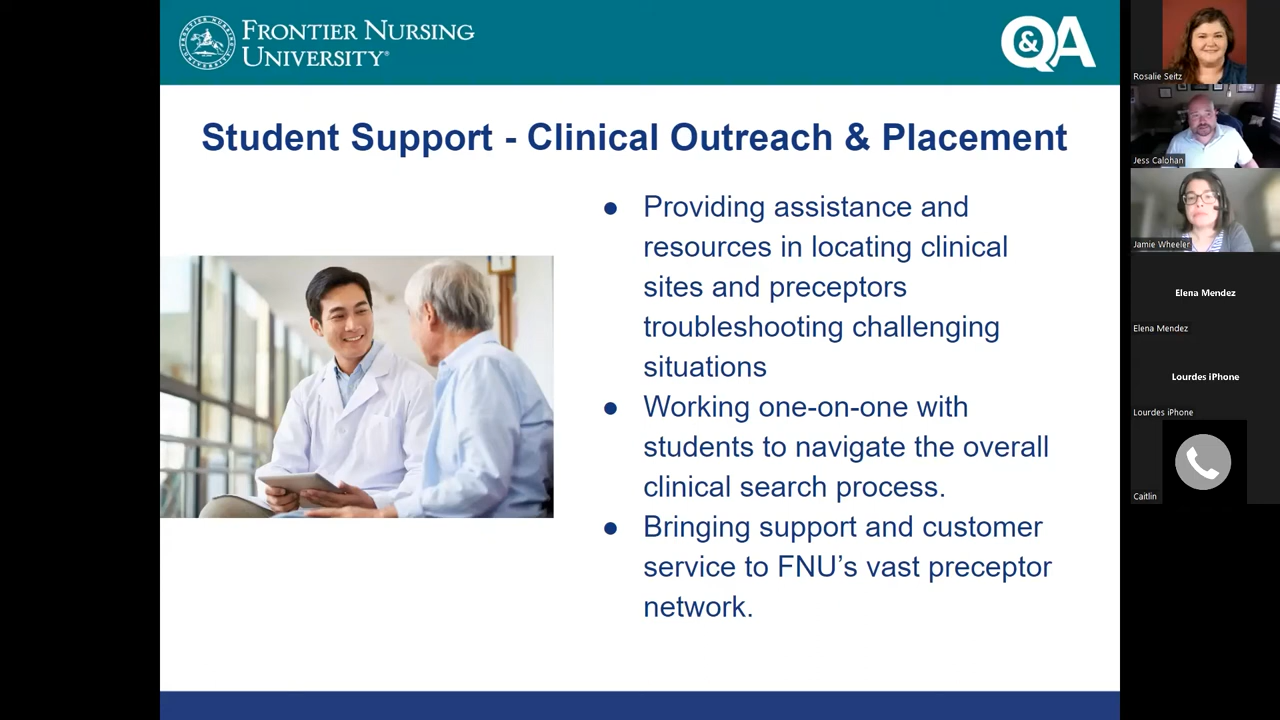 FRONTIER NURSING
UNIVERSITY®
Q&A
Student Support - Clinical Outreach & Placement
● Providing assistance and
resources in locating clinical
sites and preceptors
troubleshooting challenging
situations
● Working one-on-one with
students to navigate the overall
clinical search process.
● Bringing support and customer
service to FNU’s vast preceptor
network.
Rosalie Seitz
Jess Calohan
Jamie Wheeler
Elena Mendez
Elena Mendez
Lourdes iPhone
Lourdes iPhone
Caitlin